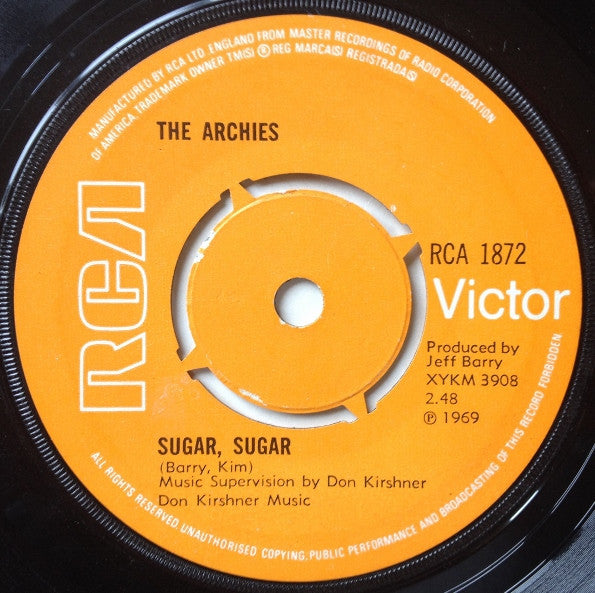 MANUFACTURED BY RCA LTD. ENGLAND FROM MASTER RECORDINGS OF RADIO CORPORATION
OF AMERICA TRADEMARK OWNER TM(S) ® REG MARCA(S) REGISTRADA(S)
THE ARCHIES
RCA
RCA 1872
Victor
Produced by
Jeff Barry
XYKM 3908
2.48
℗ 1969
SUGAR, SUGAR
(Barry, Kim)
Music Supervision by Don Kirshner
Don Kirshner Music
ALL RIGHTS RESERVED. UNAUTHORISED COPYING, PUBLIC PERFORMANCE AND BROADCASTING OF THIS RECORD FORBIDDEN.